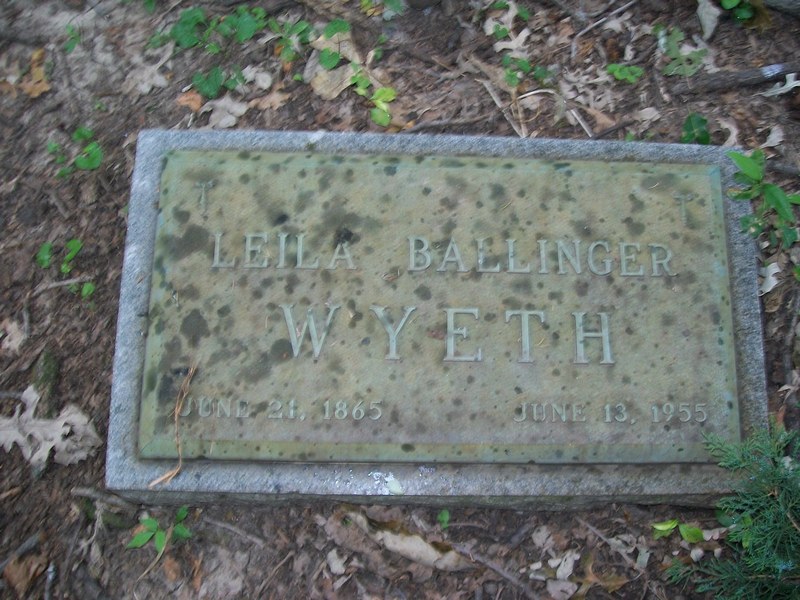 LEILA BALLINGER
WYETH
JUNE 21, 1865 JUNE 13, 1955